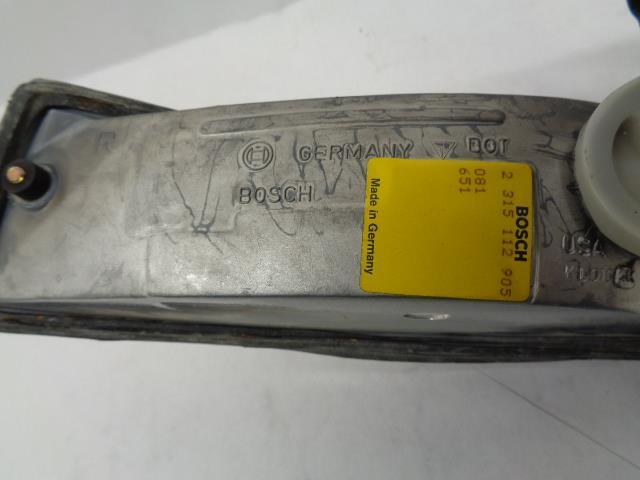 R
GERMANY DOT
BOSCH
BOSCH
2 315 112 905
081
651
Made in Germany
USA